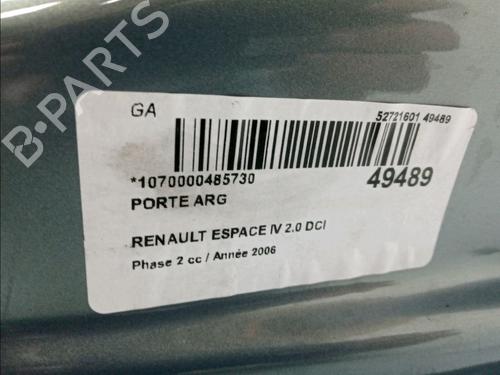 B-PARTS
GA
52721601 49489
*1070000485730
49489
PORTE ARG
RENAULT ESPACE IV 2.0 DCI
Phase 2 cc / Année 2006